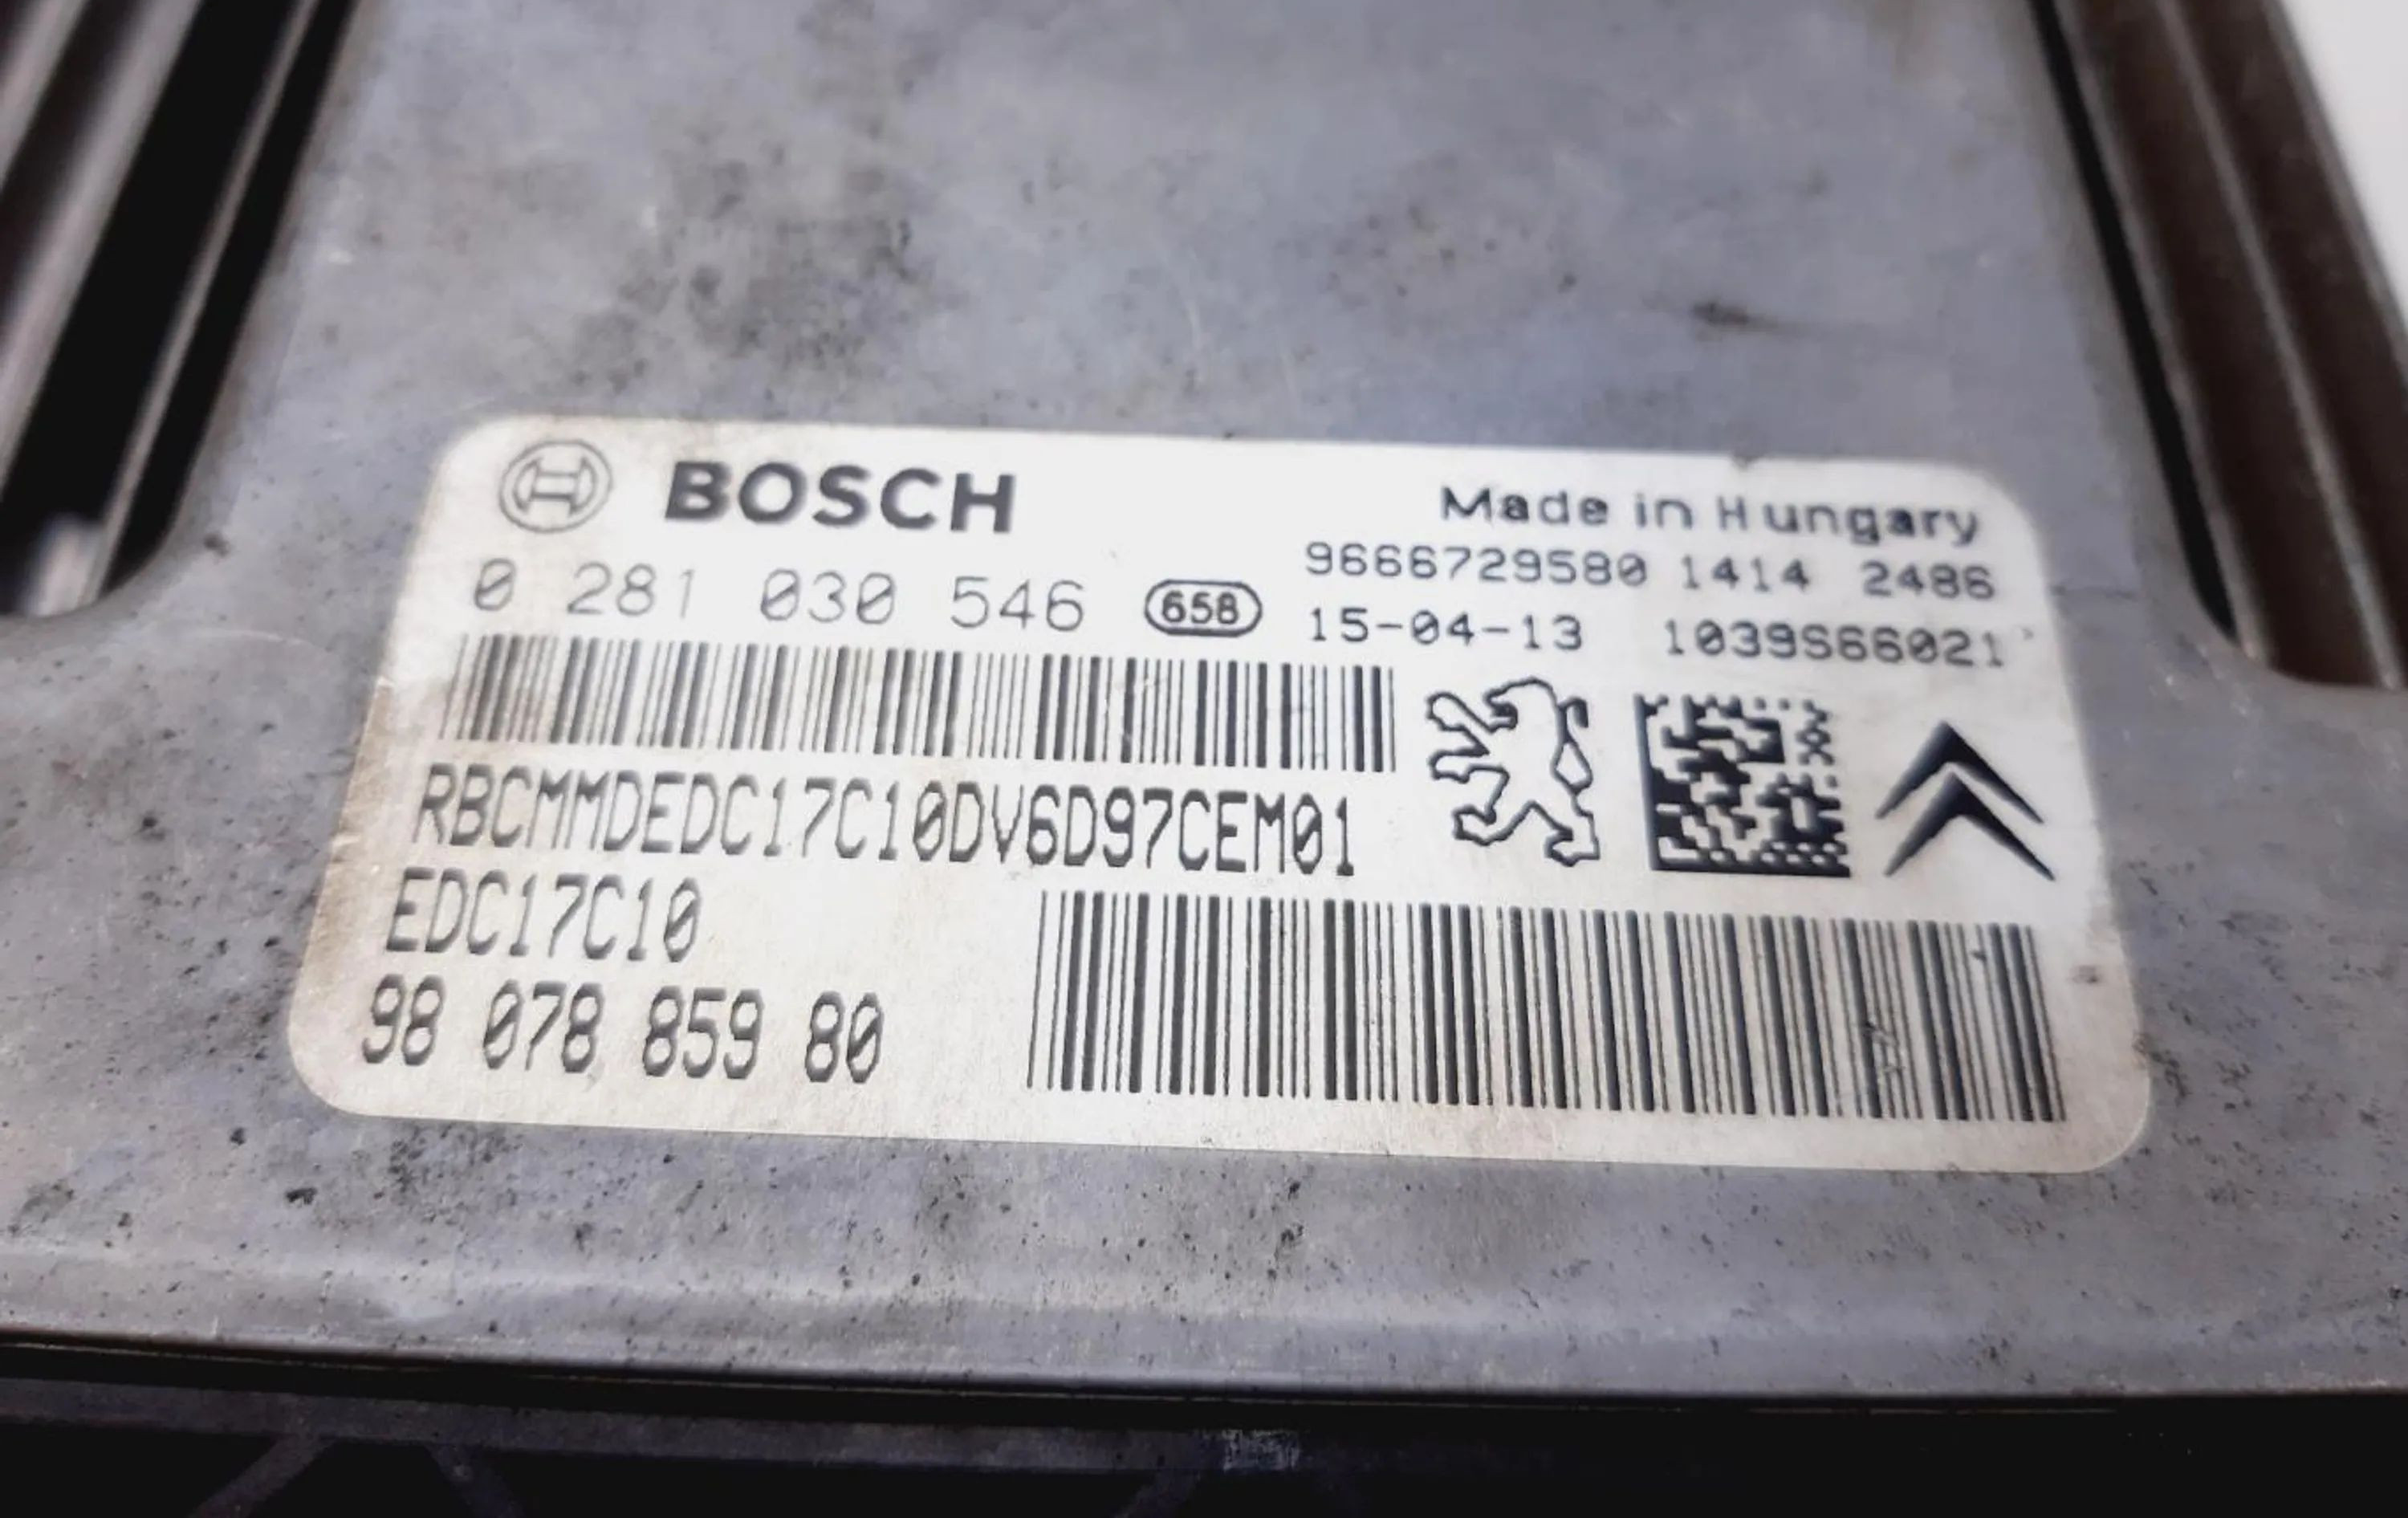 BOSCH
Made in Hungary
0 281 030 546 658
9666729580 1414 2486
15-04-13 1039S66021
RBCMMDEDC17C10DV6D97CEM01
EDC17C10
98 078 859 80